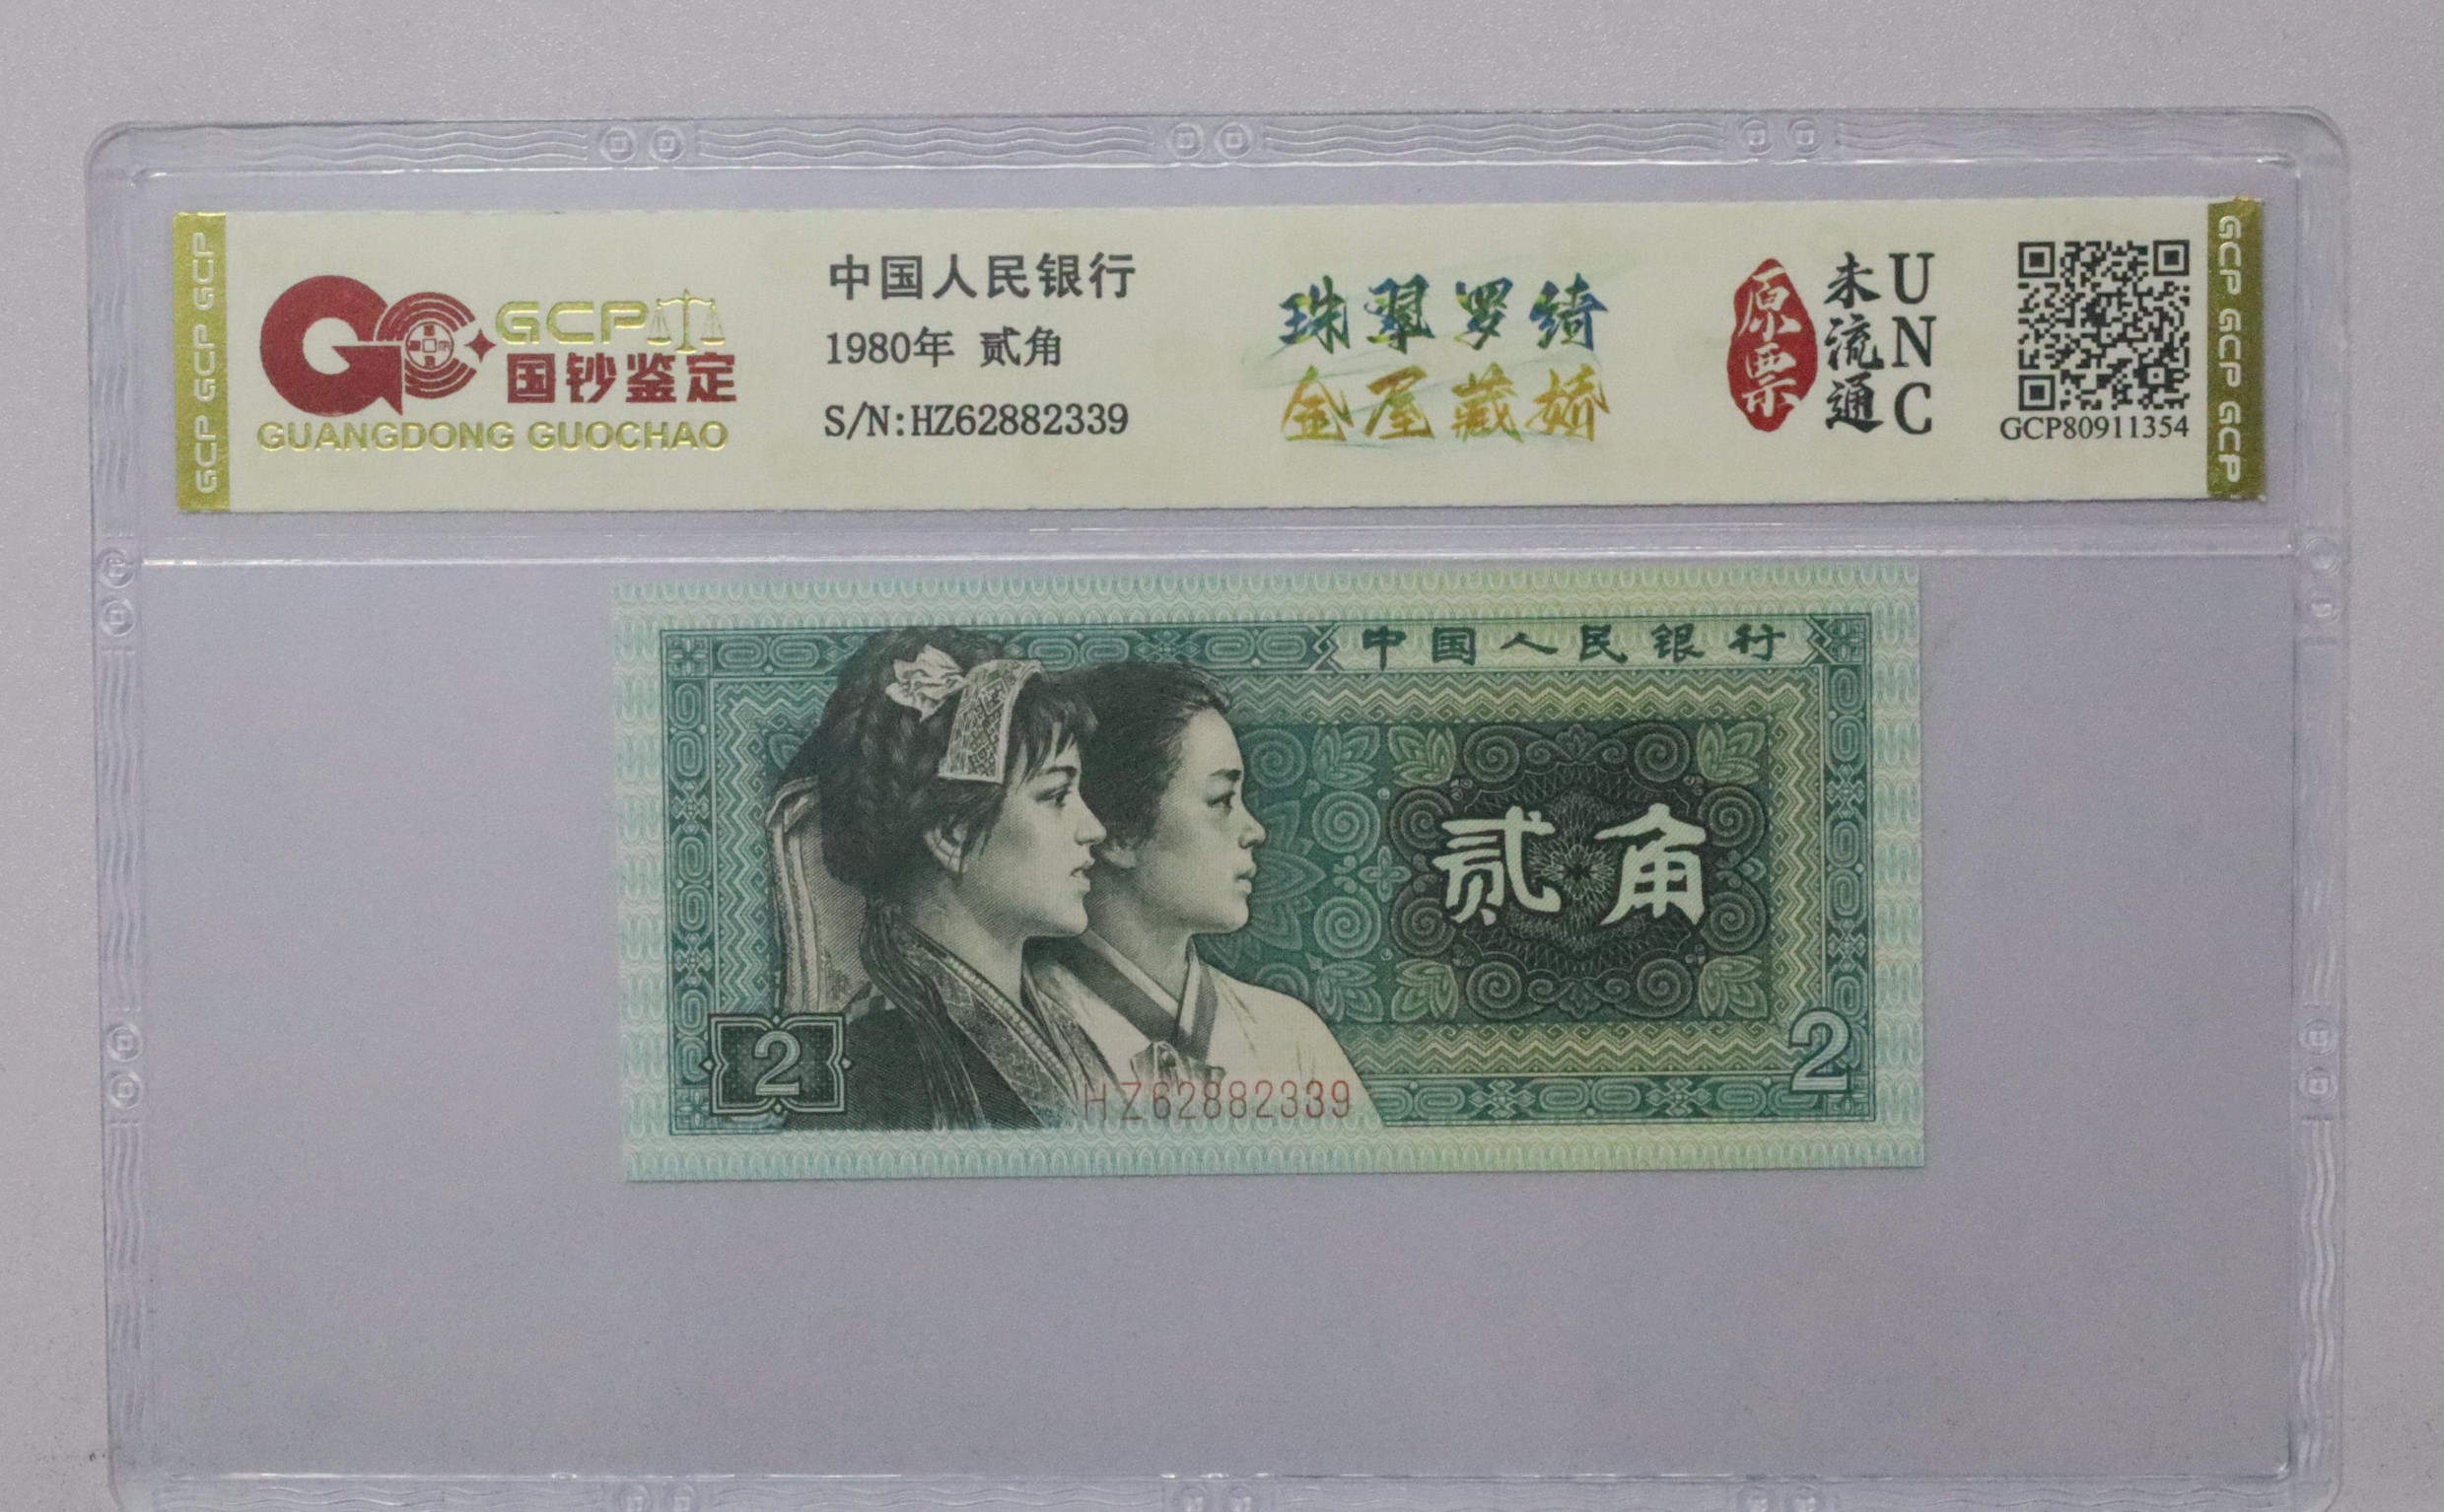 GCP GCP GCP
GCP
国钞鉴定
GUANGDONG GUOCHAO
中国人民银行
1980年 贰角
S/N:HZ62882339
珠翠罗绮
金屋藏娇
原票
未流通
UNC
GCP80911354
GCP GCP GCP
中国人民银行
贰角
2
HZ62882339
2